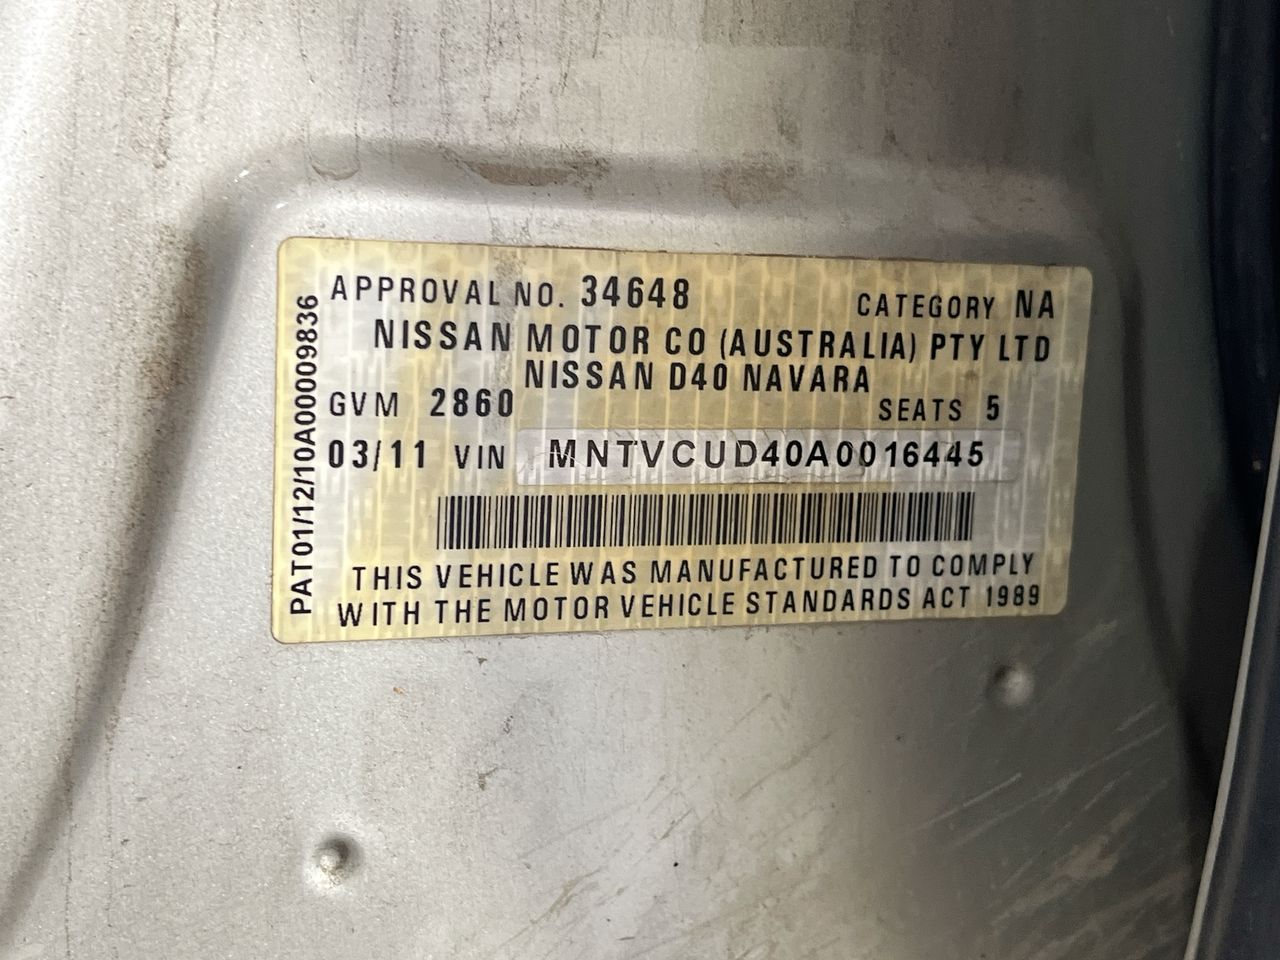 APPROVAL NO. 34648 CATEGORY NA
NISSAN MOTOR CO (AUSTRALIA) PTY LTD
NISSAN D40 NAVARA
GVM 2860 SEATS 5
03/11 VIN MNTVCUD40A0016445
THIS VEHICLE WAS MANUFACTURED TO COMPLY
WITH THE MOTOR VEHICLE STANDARDS ACT 1989
PAT01/12/10A00009836